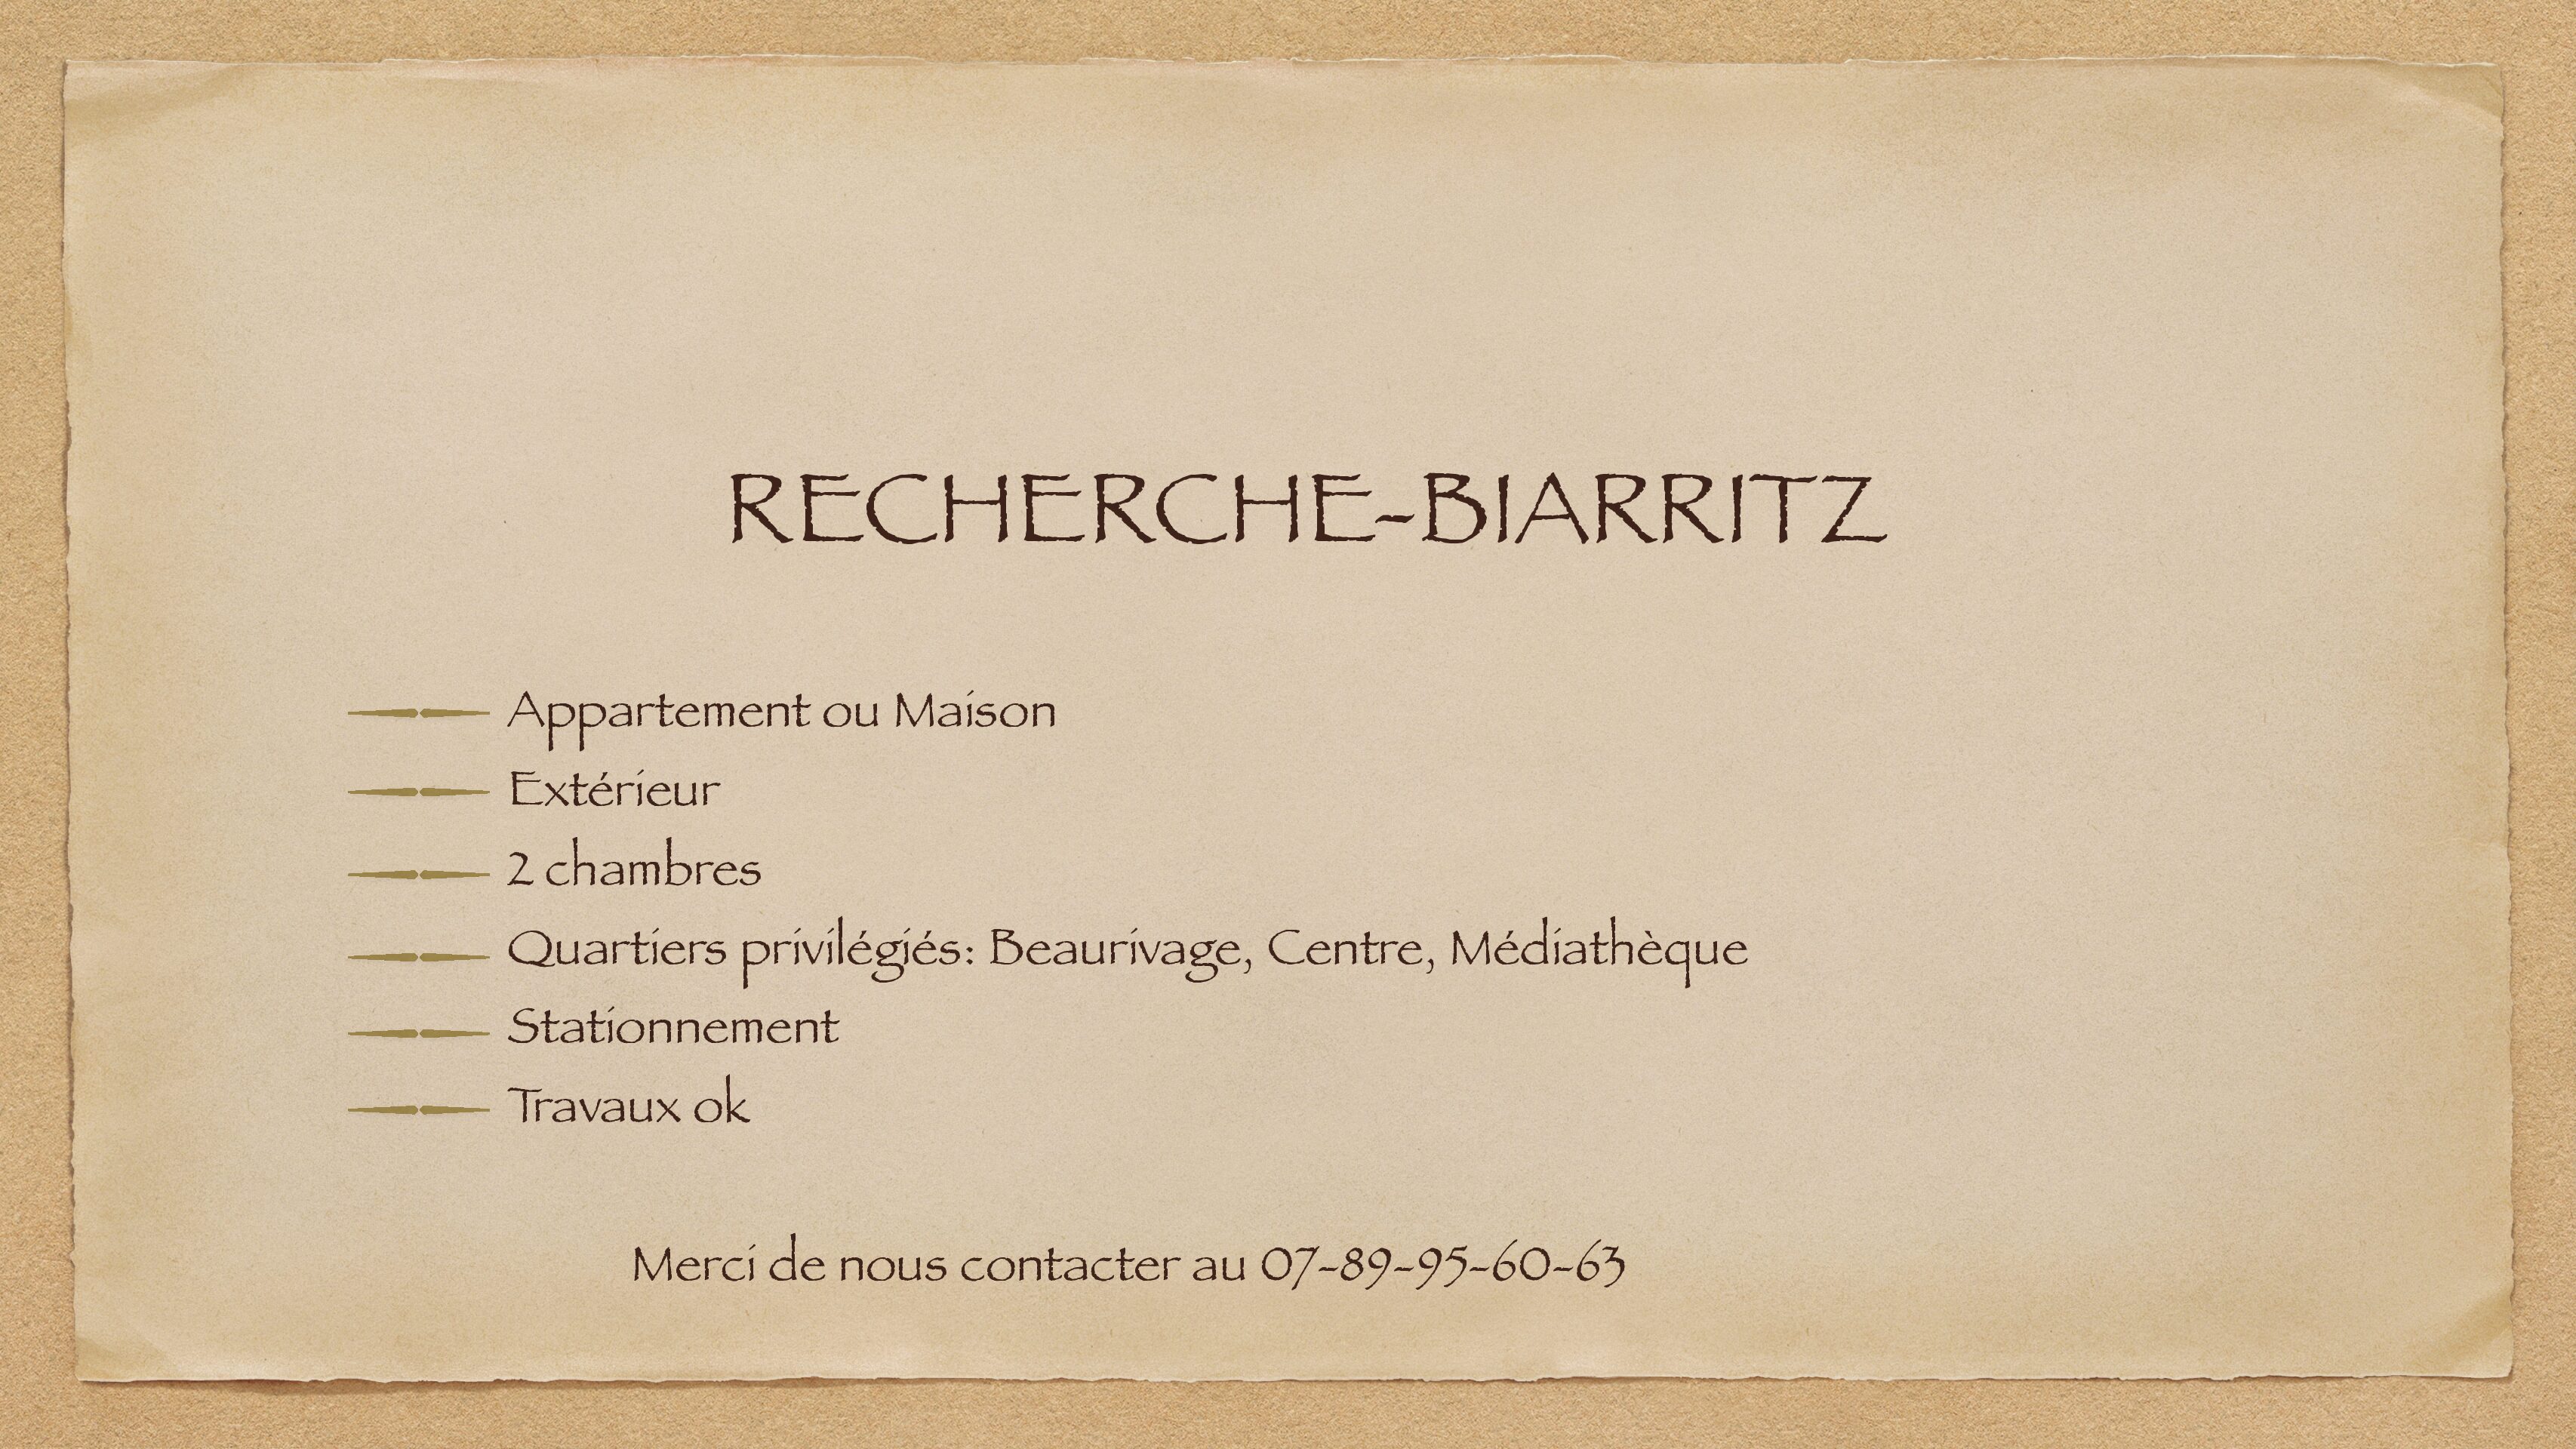 RECHERCHE-BIARRITZ
Appartement ou Maison
Extérieur
2 chambres
Quartiers privilégiés: Beaurivage, Centre, Médiathèque
Stationnement
Travaux ok
Merci de nous contacter au 07-89-95-60-63